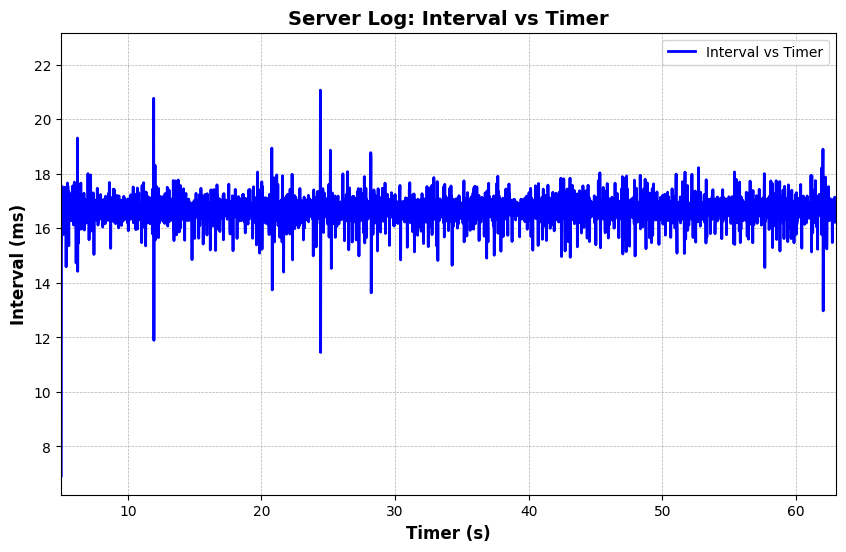 Server Log: Interval vs Timer
Interval vs Timer
22
20
18
16
14
12
10
8
Interval (ms)
10 20 30 40 50 60
Timer (s)